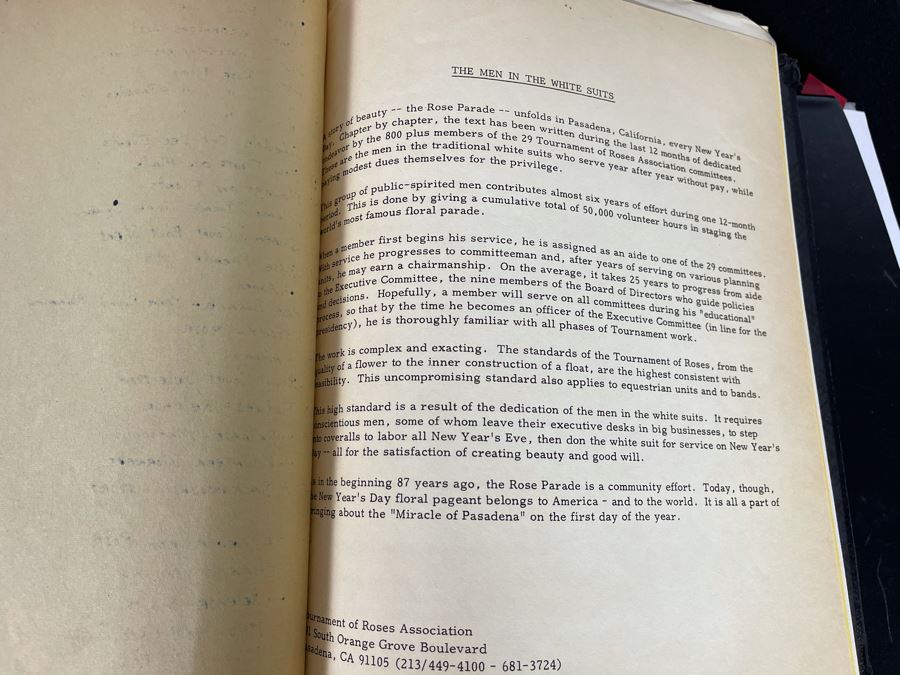 THE MEN IN THE WHITE SUITS
A story of beauty -- the Rose Parade -- unfolds in Pasadena, California, every New Year's
Day. Chapter by chapter, the text has been written during the last 12 months of dedicated
endeavor by the 800 plus members of the 29 Tournament of Roses Association committees.
These are the men in the traditional white suits who serve year after year without pay, while
paying modest dues themselves for the privilege.
This group of public-spirited men contributes almost six years of effort during one 12-month
period. This is done by giving a cumulative total of 50,000 volunteer hours in staging the
world's most famous floral parade.
When a member first begins his service, he is assigned as an aide to one of the 29 committees.
With service he progresses to committeeman and, after years of serving on various planning
units, he may earn a chairmanship. On the average, it takes 25 years to progress from aide
to the Executive Committee, the nine members of the Board of Directors who guide policies
and decisions. Hopefully, a member will serve on all committees during his "educational"
process, so that by the time he becomes an officer of the Executive Committee (in line for the
presidency), he is thoroughly familiar with all phases of Tournament work.
The work is complex and exacting. The standards of the Tournament of Roses, from the
quality of a flower to the inner construction of a float, are the highest consistent with
feasibility. This uncompromising standard also applies to equestrian units and to bands.
This high standard is a result of the dedication of the men in the white suits. It requires
conscientious men, some of whom leave their executive desks in big businesses, to step
into coveralls to labor all New Year's Eve, then don the white suit for service on New Year's
Day -- all for the satisfaction of creating beauty and good will.
As in the beginning 87 years ago, the Rose Parade is a community effort. Today, though,
the New Year's Day floral pageant belongs to America - and to the world. It is all a part of
bringing about the "Miracle of Pasadena" on the first day of the year.
Tournament of Roses Association
391 South Orange Grove Boulevard
Pasadena, CA 91105 (213/449-4100 - 681-3724)